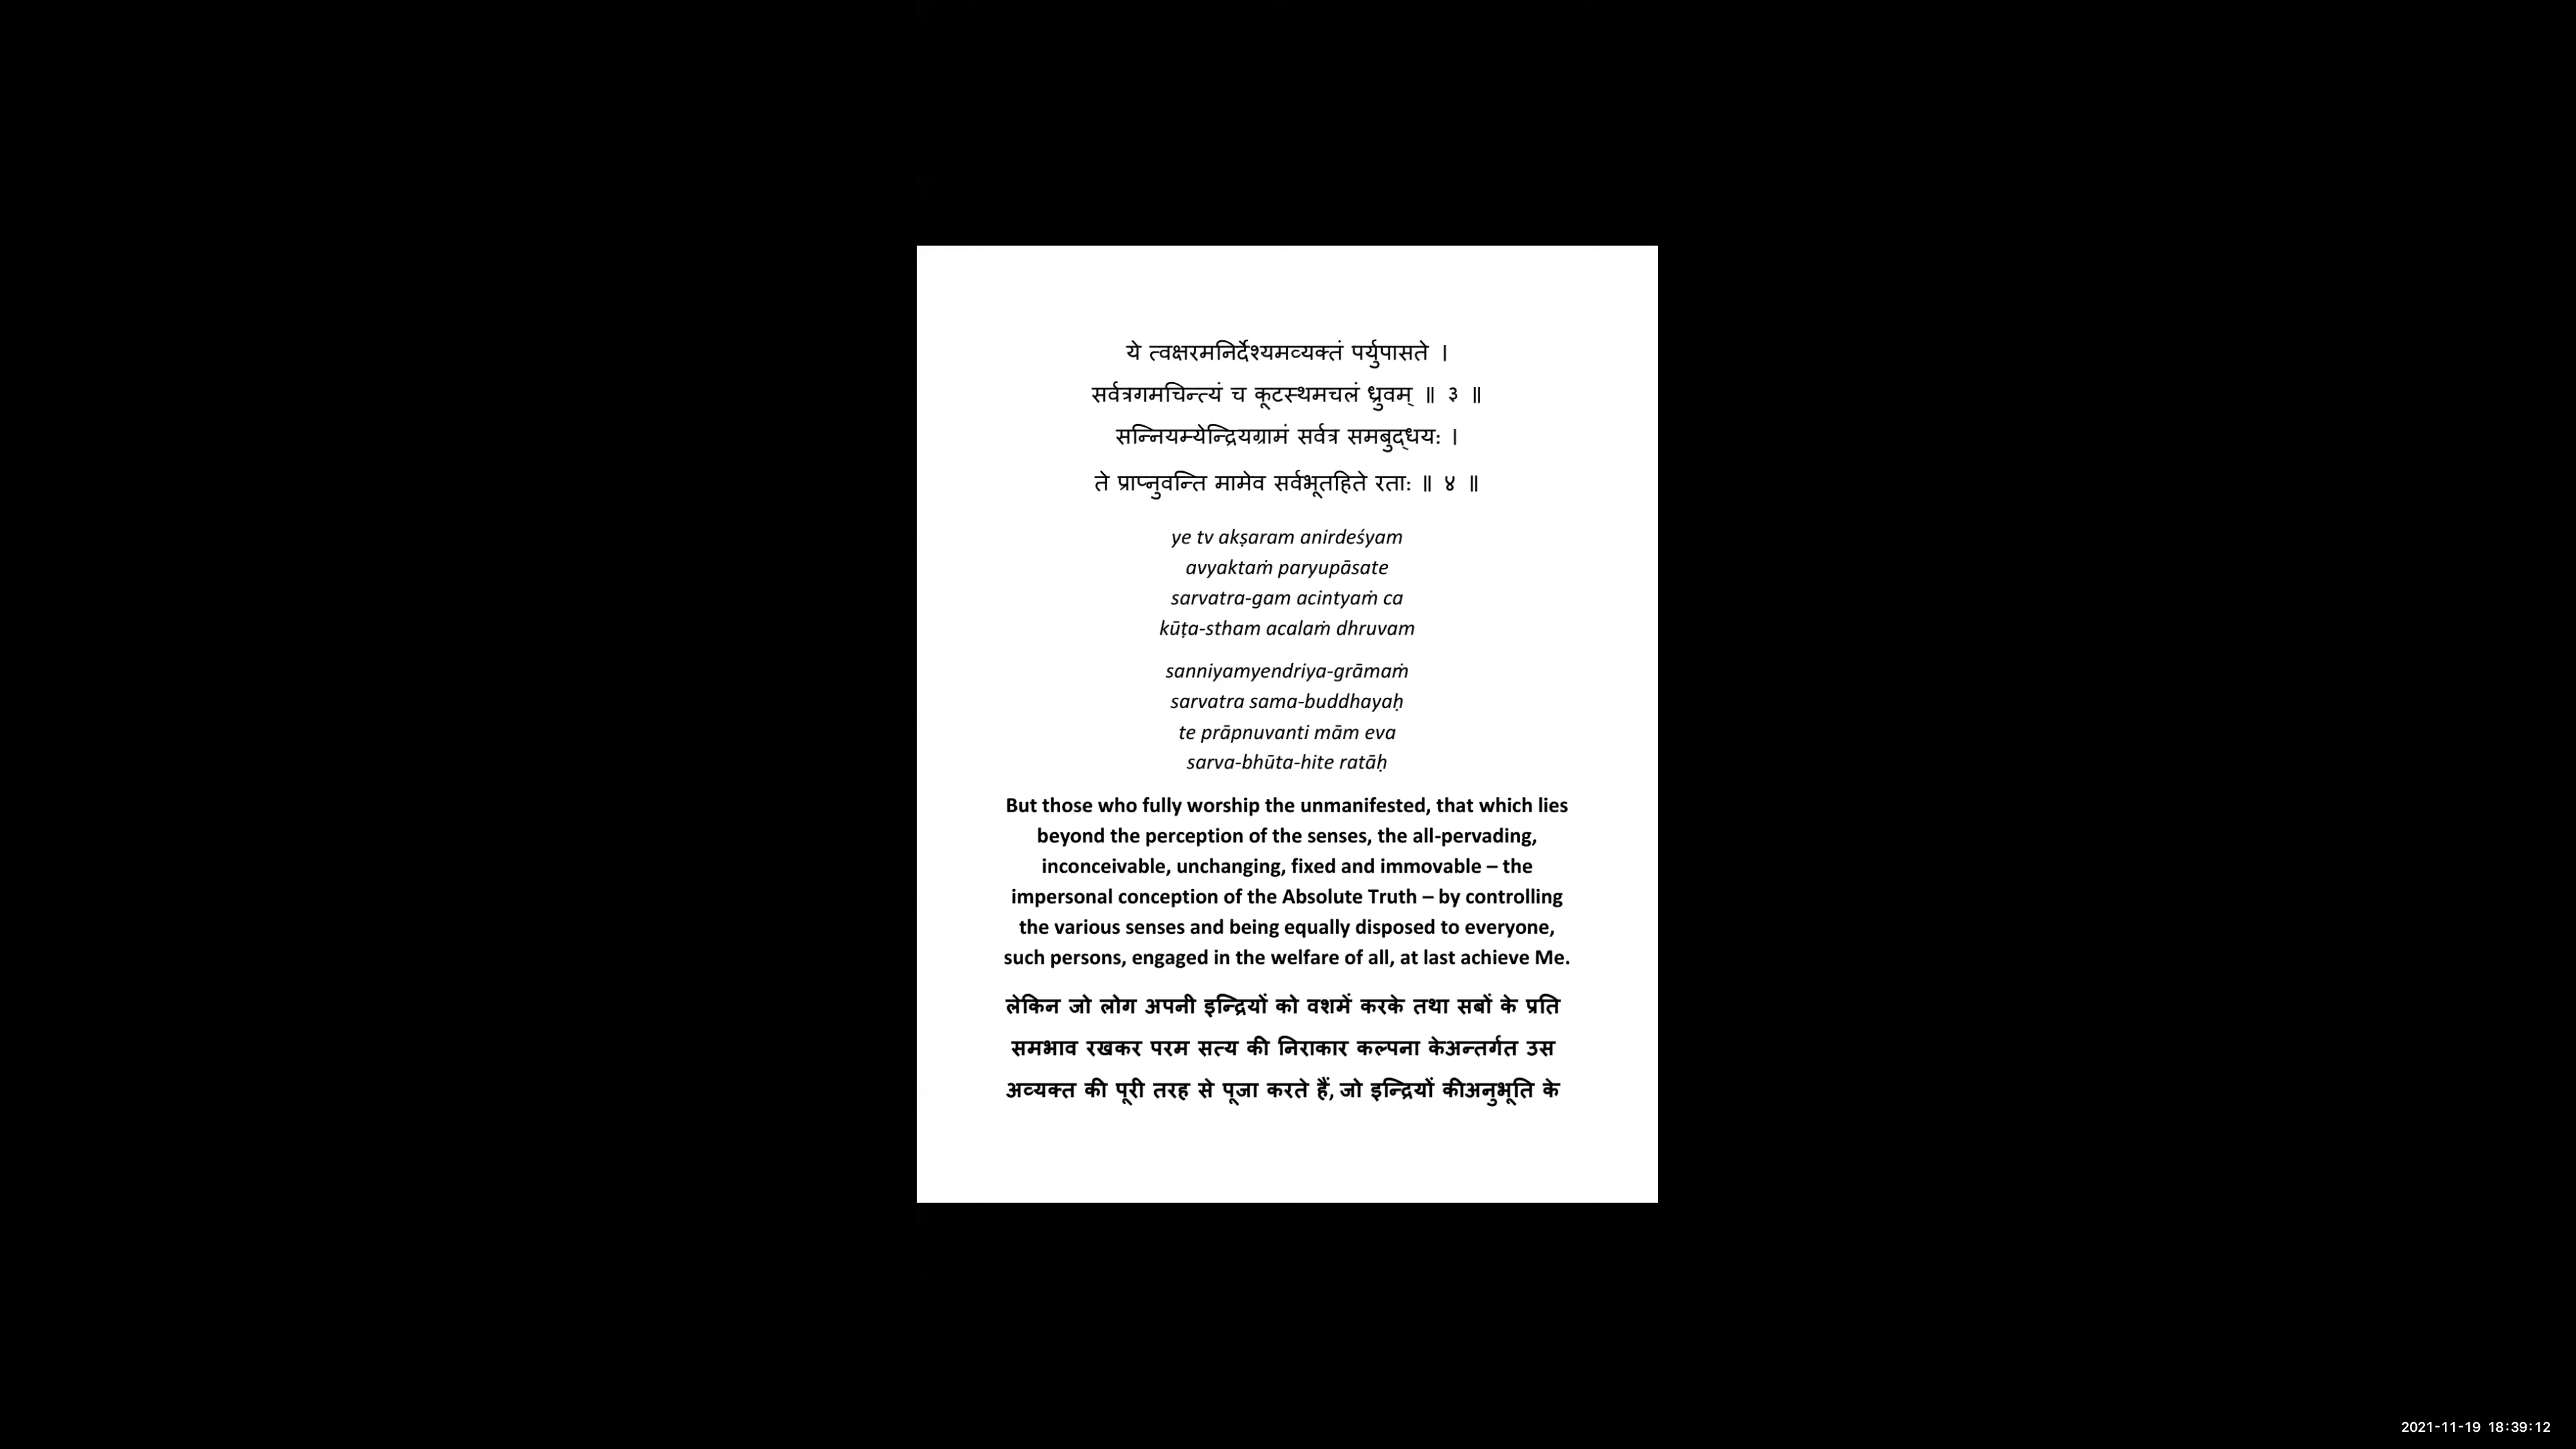 ये त्वक्षरमनिर्देश्यमव्यक्तं पर्युपासते ।
सर्वत्रगमचिन्त्यं च कूटस्थमचलं ध्रुवम् ॥ ३ ॥
सन्नियम्येन्द्रियग्रामं सर्वत्र समबुद्धयः ।
ते प्राप्नुवन्ति मामेव सर्वभूतहिते रताः ॥ ४ ॥
ye tv akṣaram anirdeśyam
avyaktaṁ paryupāsate
sarvatra-gam acintyaṁ ca
kūṭa-stham acalaṁ dhruvam
sanniyamyendriya-grāmaṁ
sarvatra sama-buddhayaḥ
te prāpnuvanti mām eva
sarva-bhūta-hite ratāḥ
But those who fully worship the unmanifested, that which lies
beyond the perception of the senses, the all-pervading,
inconceivable, unchanging, fixed and immovable – the
impersonal conception of the Absolute Truth – by controlling
the various senses and being equally disposed to everyone,
such persons, engaged in the welfare of all, at last achieve Me.
लेकिन जो लोग अपनी इन्द्रियों को वशमें करके तथा सबों के प्रति
समभाव रखकर परम सत्य की निराकार कल्पना केअन्तर्गत उस
अव्यक्त की पूरी तरह से पूजा करते हैं, जो इन्द्रियों कीअनुभूति के
2021-11-19 18:39:12